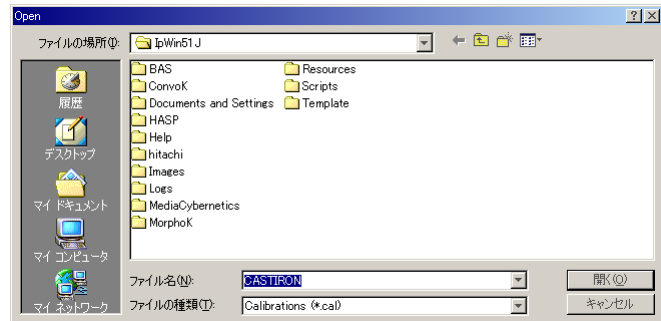 Open
ファイルの場所(I):
IpWin51J
BAS
ConvoK
Documents and Settings
HASP
Help
hitachi
Images
Logs
MediaCybernetics
MorphoK
Resources
Scripts
Template
履歴
デスクトップ
マイ ドキュメント
マイ コンピュータ
マイ ネットワーク
ファイル名(N):
CASTIRON
開く(O)
ファイルの種類(T):
Calibrations (*.cal)
キャンセル